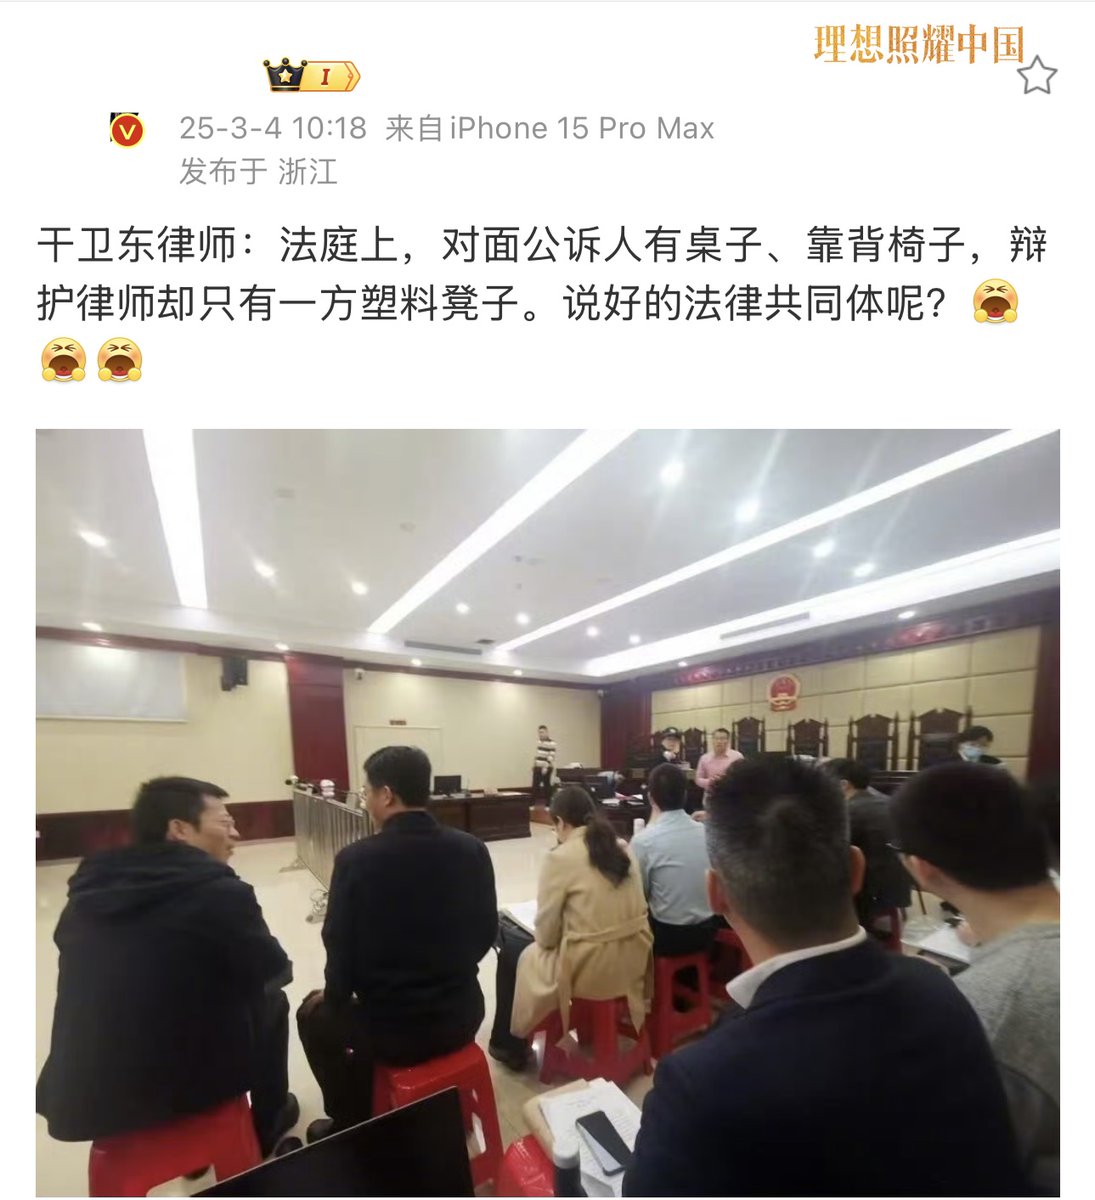 理想照耀中国
I
V
25-3-4 10:18 来自iPhone 15 Pro Max
发布于 浙江
干卫东律师：法庭上，对面公诉人有桌子、靠背椅子，辩
护律师却只有一方塑料凳子。说好的法律共同体呢？